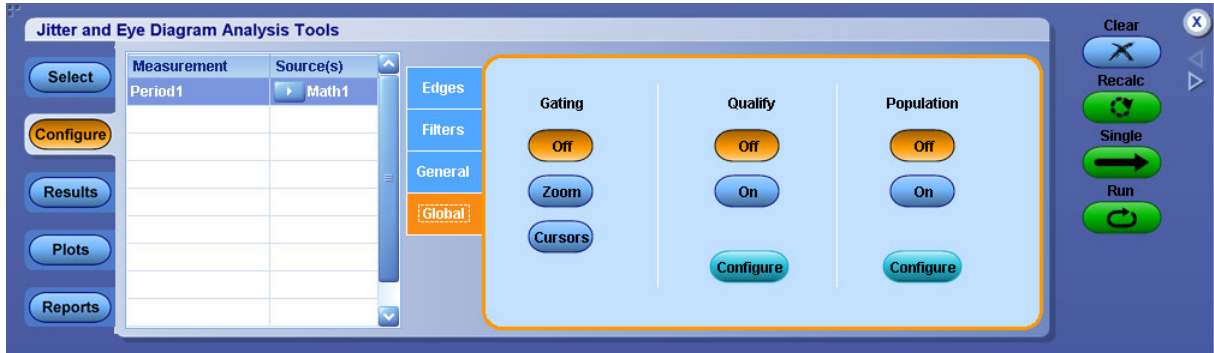 Jitter and Eye Diagram Analysis Tools
Select
Configure
Results
Plots
Reports
Measurement Source(s)
Period1 Math1
Edges
Filters
General
Global
Gating
Off
Zoom
Cursors
Qualify
Off
On
Configure
Population
Off
On
Configure
Clear
X
Recalc
Single
Run